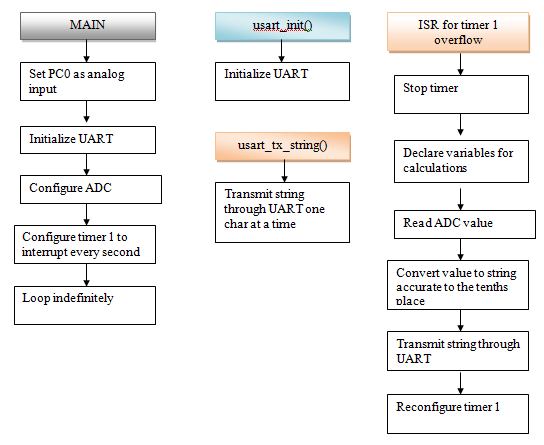 MAIN
Set PC0 as analog
input
Initialize UART
Configure ADC
Configure timer 1 to
interrupt every second
Loop indefinitely
usart_init()
Initialize UART
usart_tx_string()
Transmit string
through UART one
char at a time
ISR for timer 1
overflow
Stop timer
Declare variables for
calculations
Read ADC value
Convert value to string
accurate to the tenths
place
Transmit string through
UART
Reconfigure timer 1